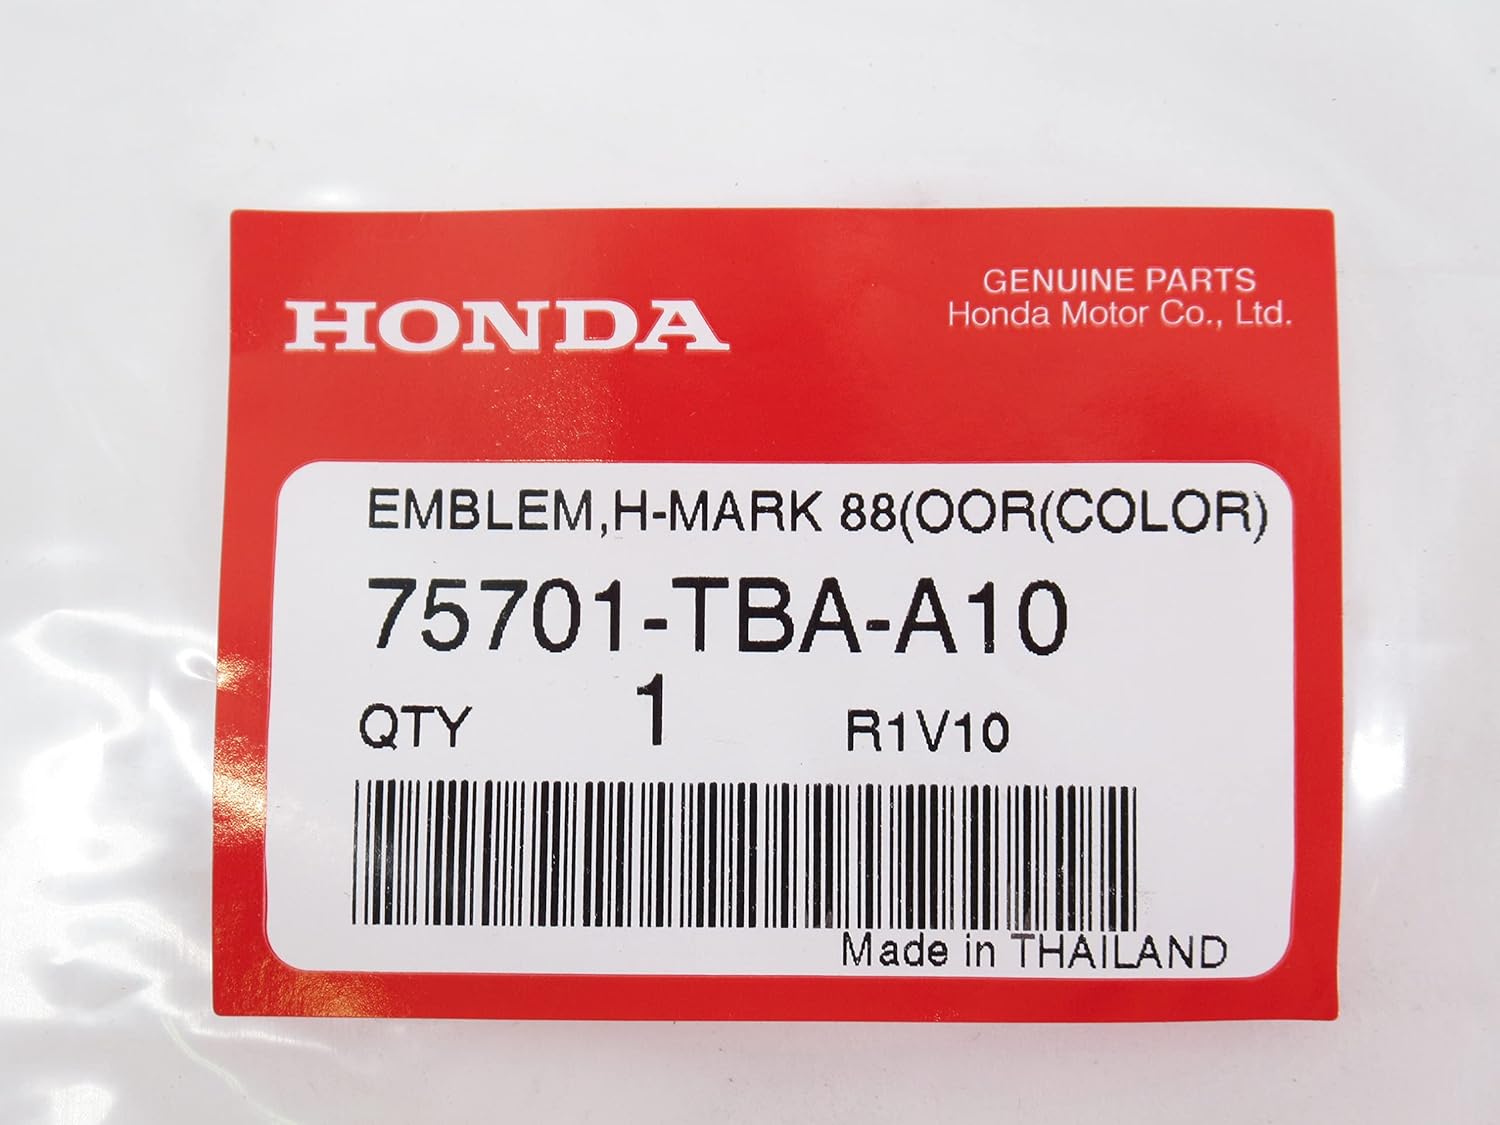 HONDA
GENUINE PARTS
Honda Motor Co., Ltd.
EMBLEM,H-MARK 88(OOR(COLOR)
75701-TBA-A10
QTY 1 R1V10
Made in THAILAND